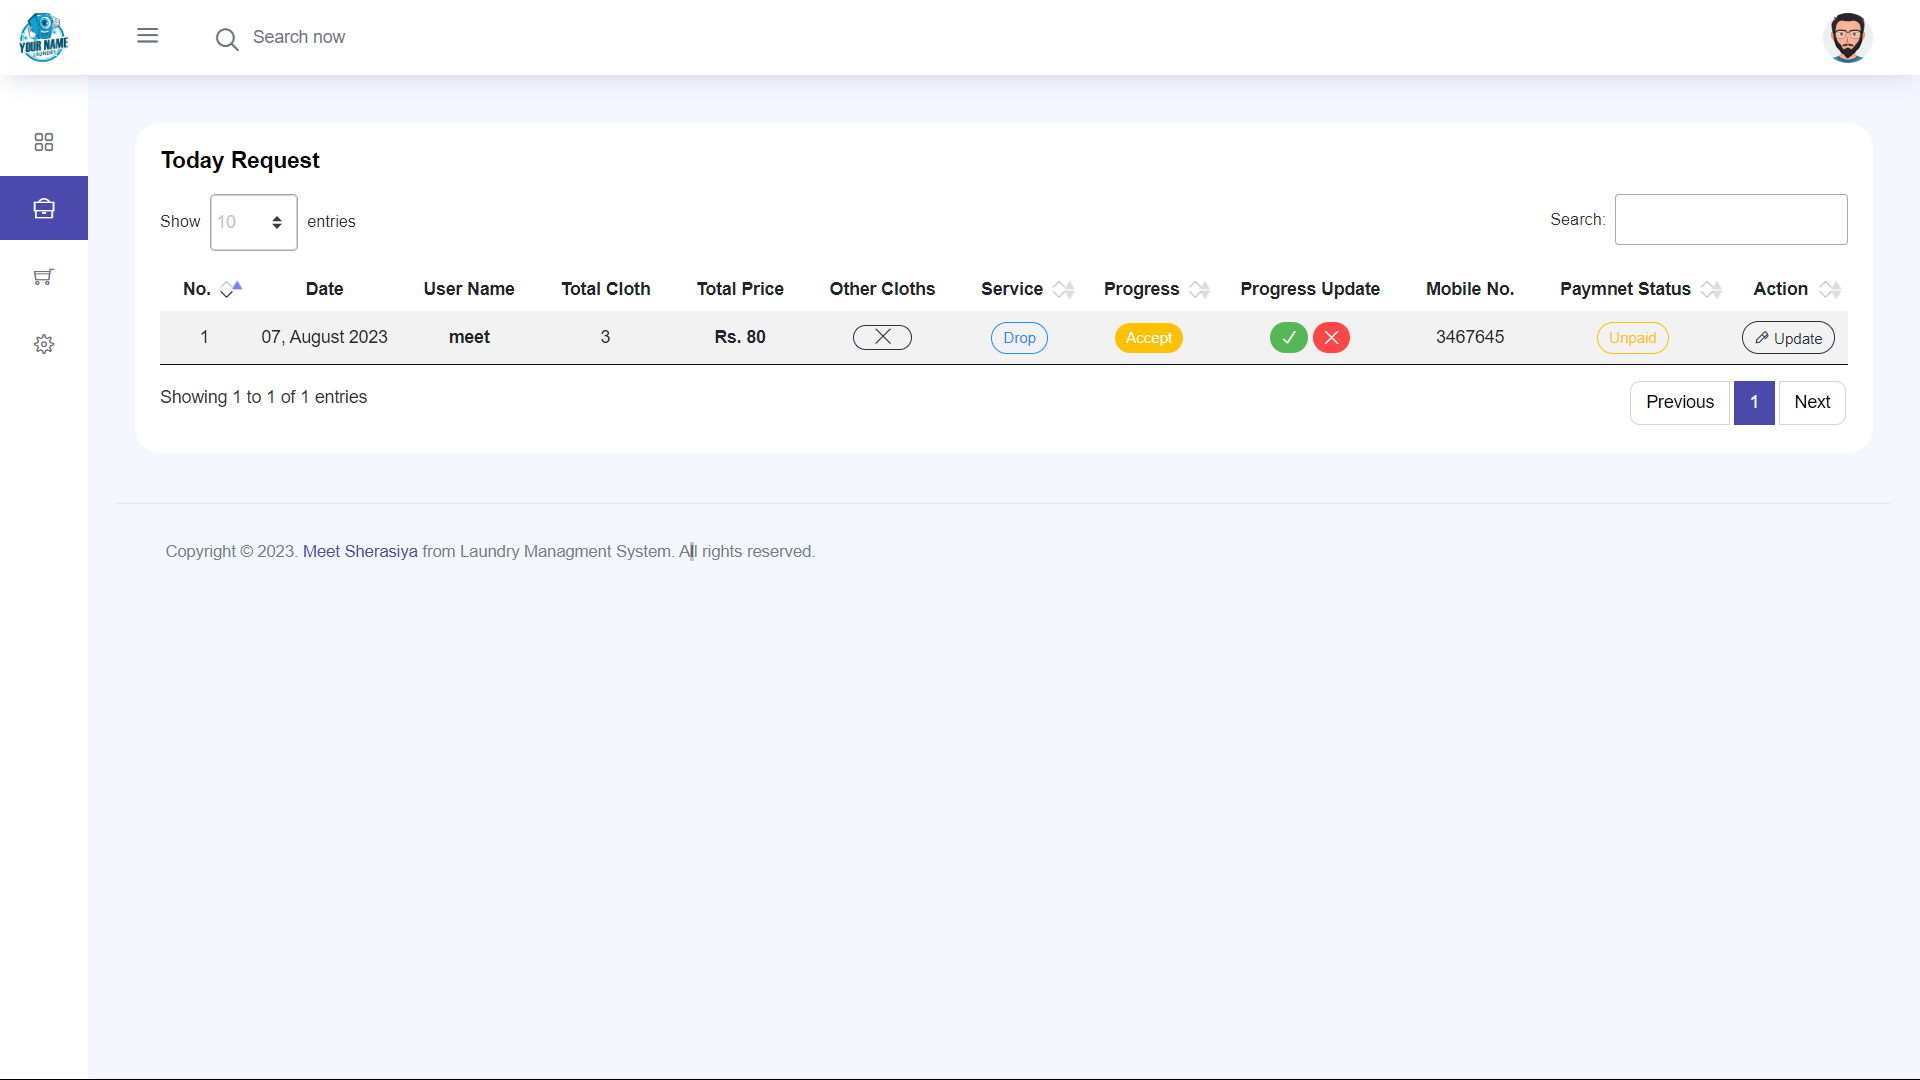 YOUR NAME
LAUNDRY
Search now
Today Request
Show 10 entries
Search:
No. Date User Name Total Cloth Total Price Other Cloths Service Progress Progress Update Mobile No. Paymnet Status Action
1 07, August 2023 meet 3 Rs. 80 Drop Accept 3467645 Unpaid Update
Showing 1 to 1 of 1 entries
Previous 1 Next
Copyright © 2023. Meet Sherasiya from Laundry Managment System. All rights reserved.